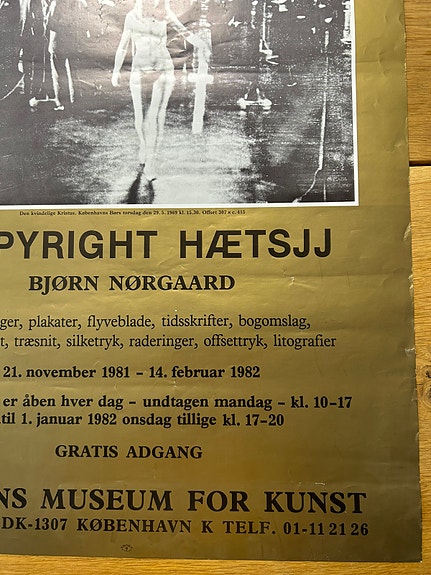 Den kvindelige Kristus. Københavns Børs torsdag den 29. 5. 1969 kl. 15.30. Offset 307 x c. 435
PYRIGHT HÆTSJJ
BJØRN NØRGAARD
ger, plakater, flyveblade, tidsskrifter, bogomslag,
t, træsnit, silketryk, raderinger, offsettryk, litografier
21. november 1981 – 14. februar 1982
er åben hver dag – undtagen mandag – kl. 10–17
til 1. januar 1982 onsdag tillige kl. 17–20
GRATIS ADGANG
NS MUSEUM FOR KUNST
DK-1307 KØBENHAVN K TELF. 01-11 21 26